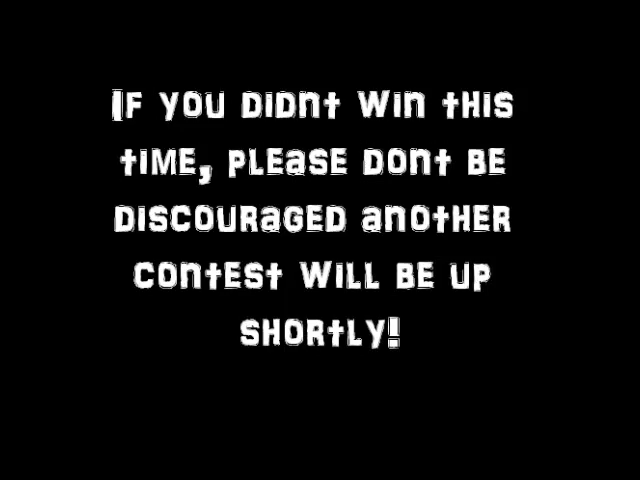 If you didnt win this
time, please dont be
discouraged another
contest will be up
shortly!